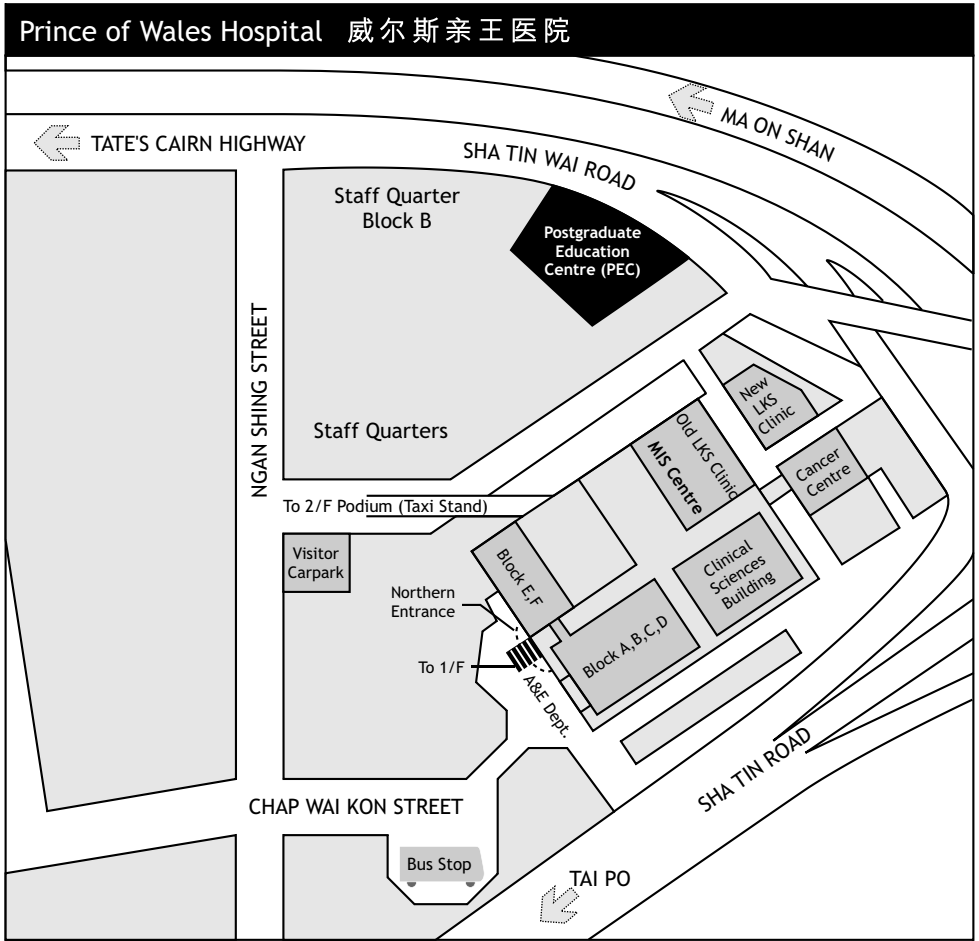 Prince of Wales Hospital 威尔斯亲王医院
MA ON SHAN
TATE'S CAIRN HIGHWAY
SHA TIN WAI ROAD
Staff Quarter
Block B
Postgraduate
Education
Centre (PEC)
NGAN SHING STREET
New
LKS
Clinic
Staff Quarters
Old LKS Clinic
MIS Centre
Cancer
Centre
To 2/F Podium (Taxi Stand)
Visitor
Carpark
Block E,F
Clinical
Sciences
Building
Northern
Entrance
Block A,B,C,D
To 1/F
A&E Dept.
SHA TIN ROAD
CHAP WAI KON STREET
Bus Stop
TAI PO